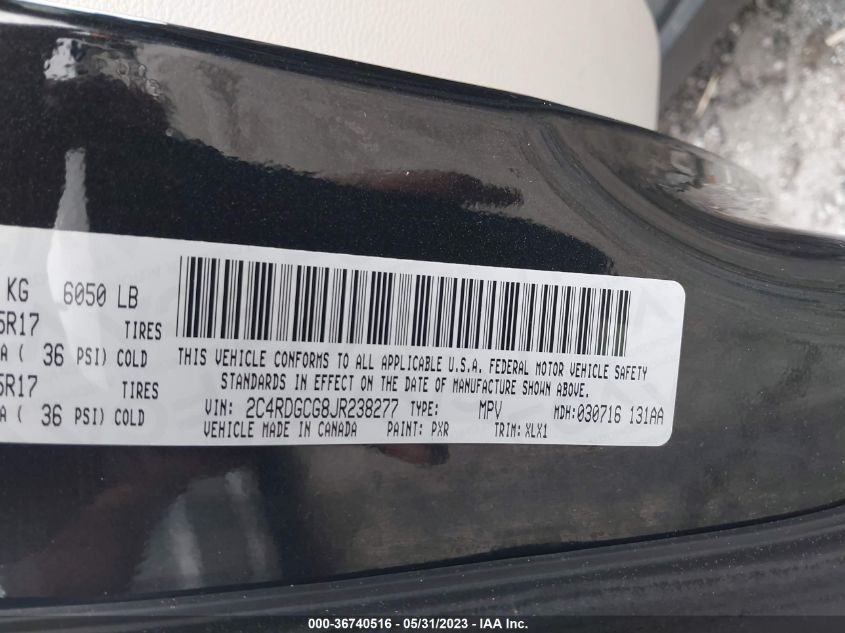 KG 6050 LB
5R17 TIRES
A ( 36 PSI) COLD
5R17 TIRES
A ( 36 PSI) COLD
THIS VEHICLE CONFORMS TO ALL APPLICABLE U.S.A. FEDERAL MOTOR VEHICLE SAFETY
STANDARDS IN EFFECT ON THE DATE OF MANUFACTURE SHOWN ABOVE.
VIN: 2C4RDGCG8JR238277 TYPE: MPV MDH:030716 131AA
VEHICLE MADE IN CANADA PAINT: PXR TRIM: XLX1
000-36740516 - 05/31/2023 - IAA Inc.